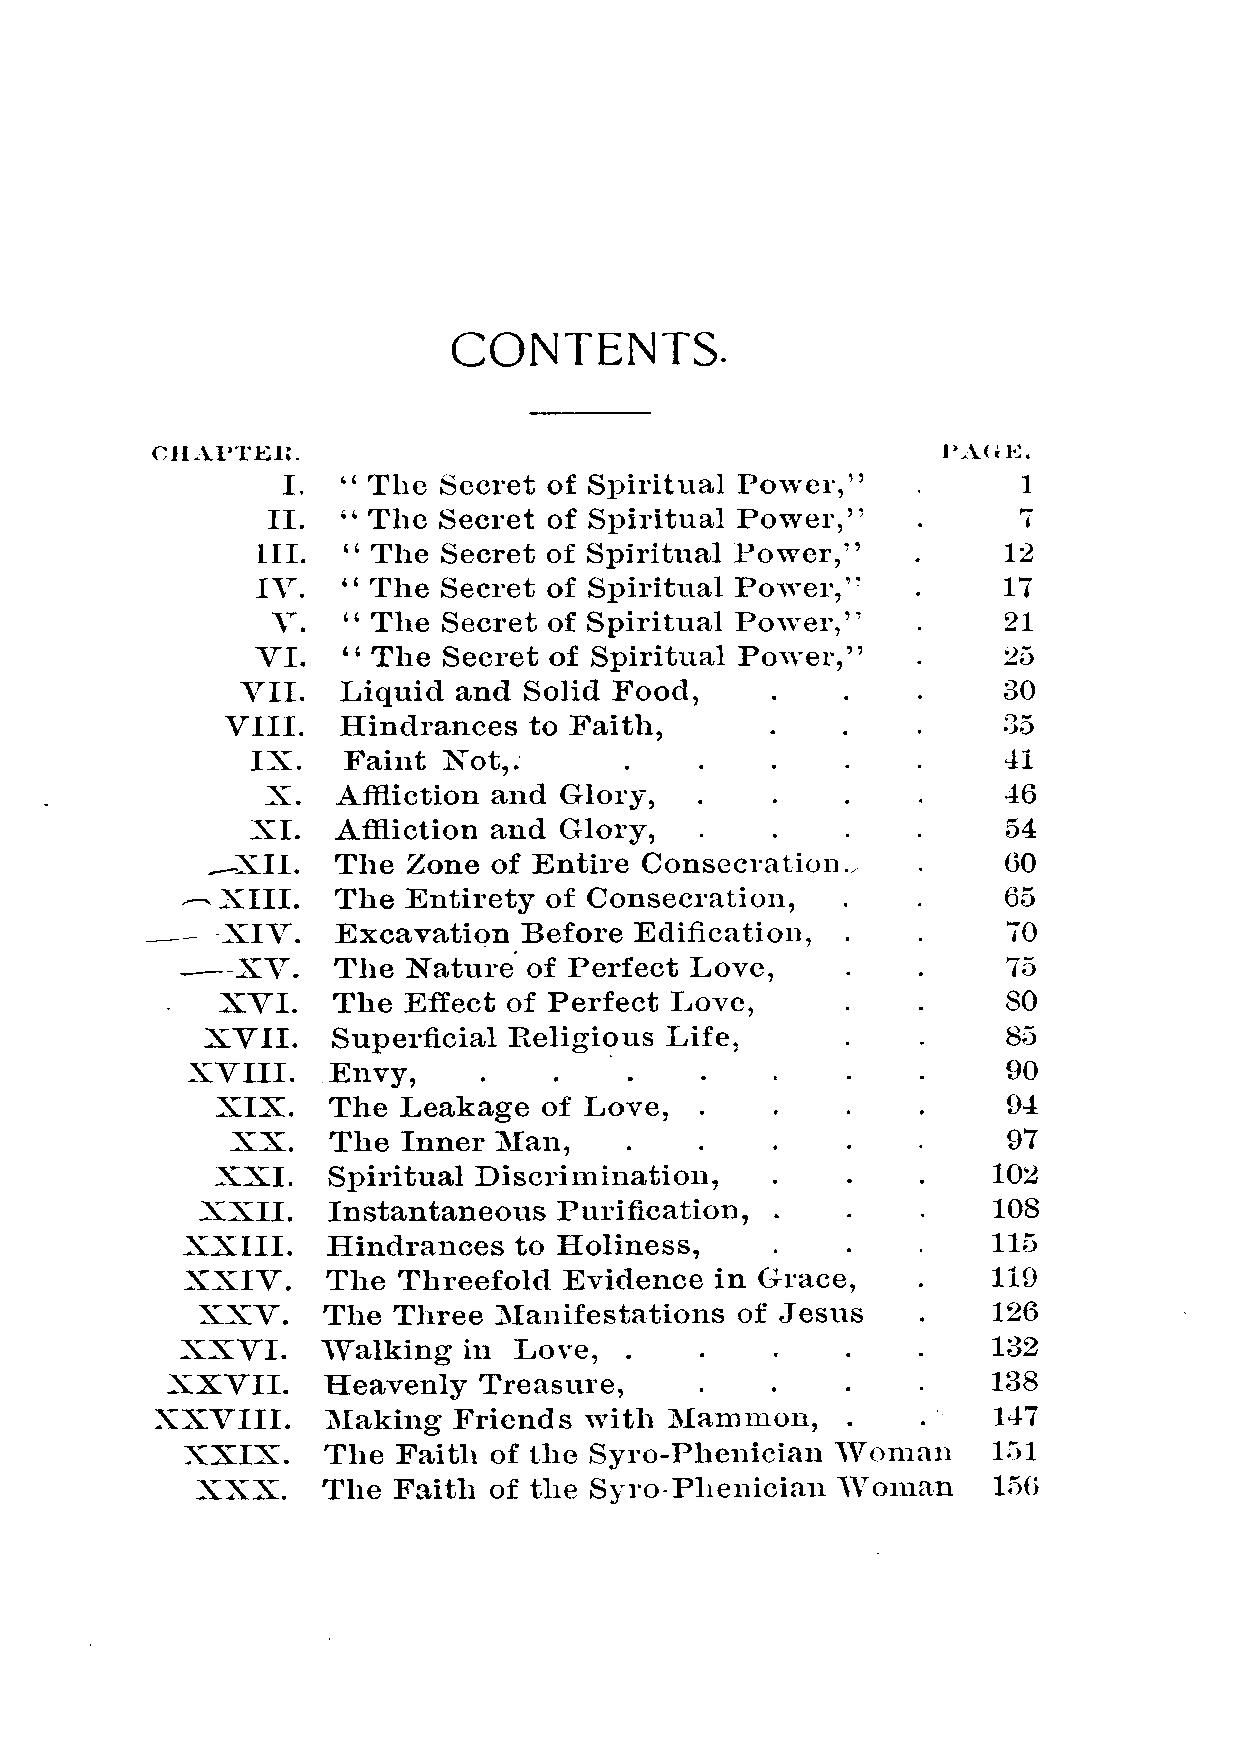 CONTENTS.
CHAPTER. PAGE.
I. “ The Secret of Spiritual Power,” . 1
II. “ The Secret of Spiritual Power,” . 7
III. “ The Secret of Spiritual Power,” . 12
IV. “ The Secret of Spiritual Power,” . 17
V. “ The Secret of Spiritual Power,” . 21
VI. “ The Secret of Spiritual Power,” . 25
VII. Liquid and Solid Food, . . . 30
VIII. Hindrances to Faith, . . . 35
IX. Faint Not,. . . . . . 41
X. Affliction and Glory, . . . . 46
XI. Affliction and Glory, . . . . 54
XII. The Zone of Entire Consecration., . 60
XIII. The Entirety of Consecration, . . 65
XIV. Excavation Before Edification, . . 70
XV. The Nature of Perfect Love, . . 75
XVI. The Effect of Perfect Love, . . 80
XVII. Superficial Religious Life, . . 85
XVIII. Envy, . . . . . . . 90
XIX. The Leakage of Love, . . . . 94
XX. The Inner Man, . . . . . 97
XXI. Spiritual Discrimination, . . . 102
XXII. Instantaneous Purification, . . . 108
XXIII. Hindrances to Holiness, . . . 115
XXIV. The Threefold Evidence in Grace, . 119
XXV. The Three Manifestations of Jesus . 126
XXVI. Walking in Love, . . . . . 132
XXVII. Heavenly Treasure, . . . . 138
XXVIII. Making Friends with Mammon, . . 147
XXIX. The Faith of the Syro-Phenician Woman 151
XXX. The Faith of the Syro-Phenician Woman 156